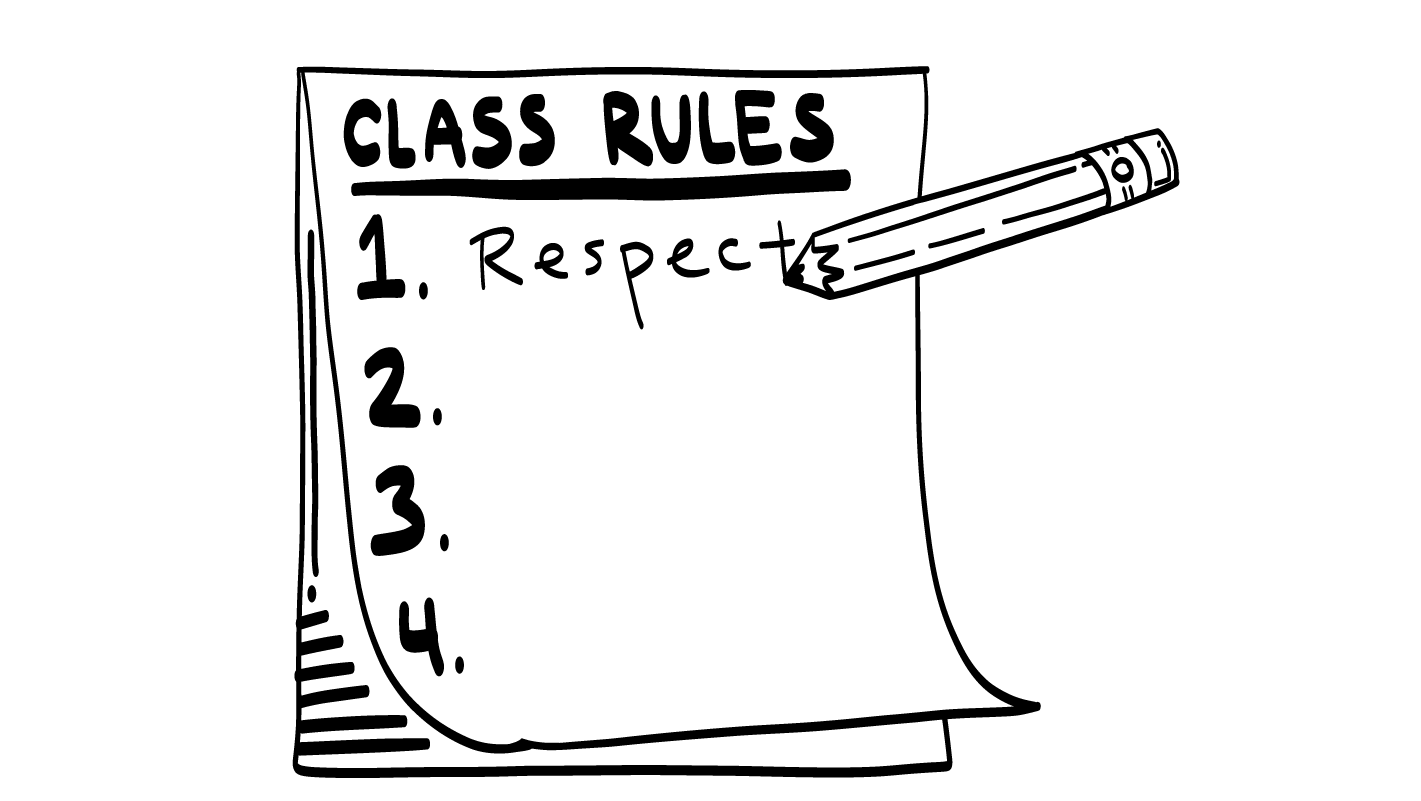 CLASS RULES
1. Respect
2.
3.
4.